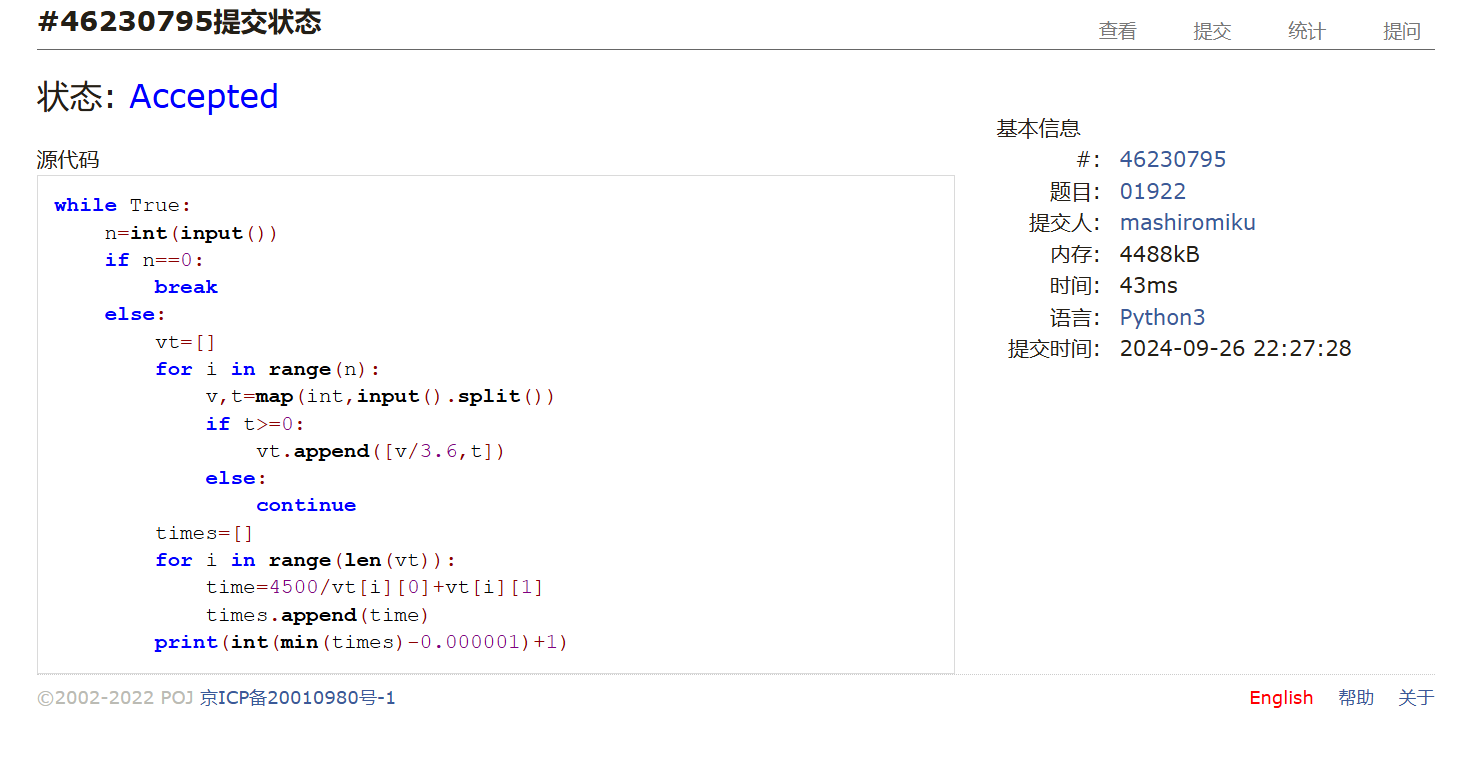 #46230795提交状态
查看 提交 统计 提问
状态: Accepted
源代码
while True:
    n=int(input())
    if n==0:
        break
    else:
        vt=[]
        for i in range(n):
            v,t=map(int,input().split())
            if t>=0:
                vt.append([v/3.6,t])
            else:
                continue
        times=[]
        for i in range(len(vt)):
            time=4500/vt[i][0]+vt[i][1]
            times.append(time)
        print(int(min(times)-0.000001)+1)
基本信息
#: 46230795
题目: 01922
提交人: mashiromiku
内存: 4488kB
时间: 43ms
语言: Python3
提交时间: 2024-09-26 22:27:28
©2002-2022 POJ 京ICP备20010980号-1
English 帮助 关于